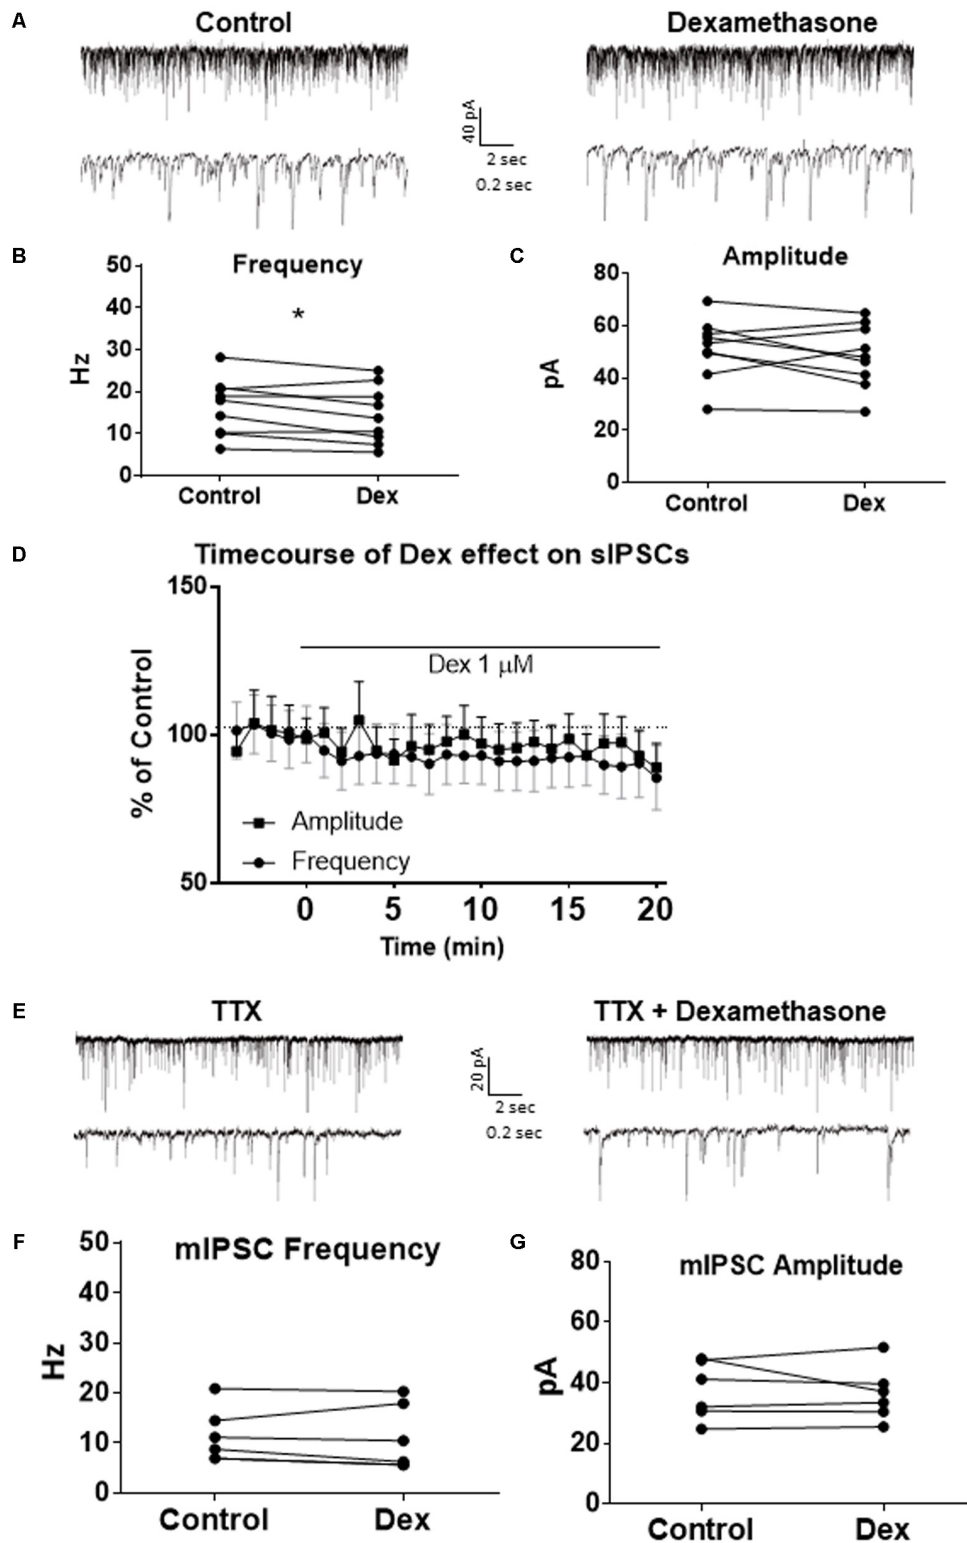 A
Control
Dexamethasone
40 pA
2 sec
0.2 sec
B
Frequency
*
50
40
30
20
10
0
Hz
Control
Dex
C
Amplitude
80
60
40
20
0
pA
Control
Dex
D
Timecourse of Dex effect on sIPSCs
150
100
50
% of Control
Dex 1 μM
Amplitude
Frequency
0 5 10 15 20
Time (min)
E
TTX
TTX + Dexamethasone
20 pA
2 sec
0.2 sec
F
mIPSC Frequency
50
40
30
20
10
0
Hz
Control
Dex
G
mIPSC Amplitude
80
60
40
20
0
pA
Control
Dex